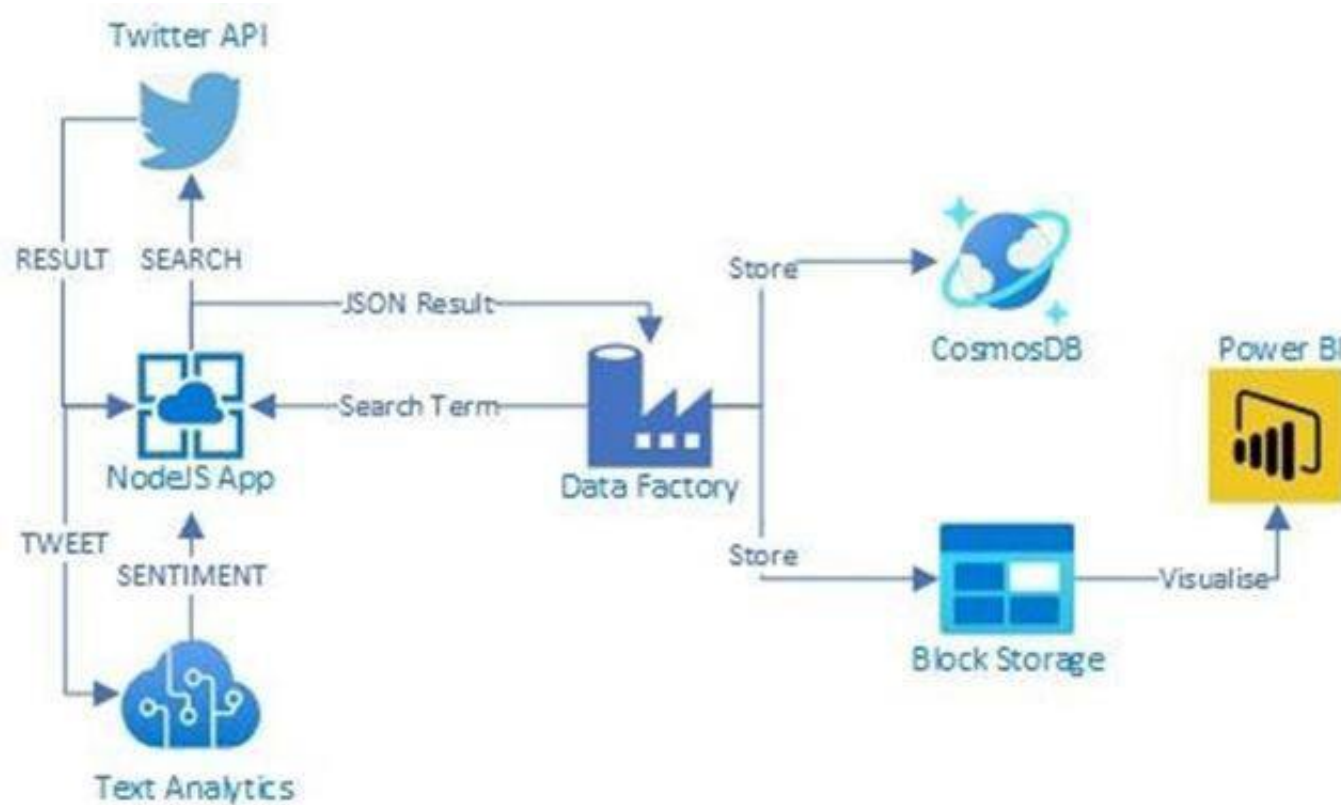 Twitter API
RESULT
SEARCH
JSON Result
Store
CosmosDB
Power BI
NodeJS App
Search Term
Data Factory
TWEET
SENTIMENT
Store
Visualise
Block Storage
Text Analytics